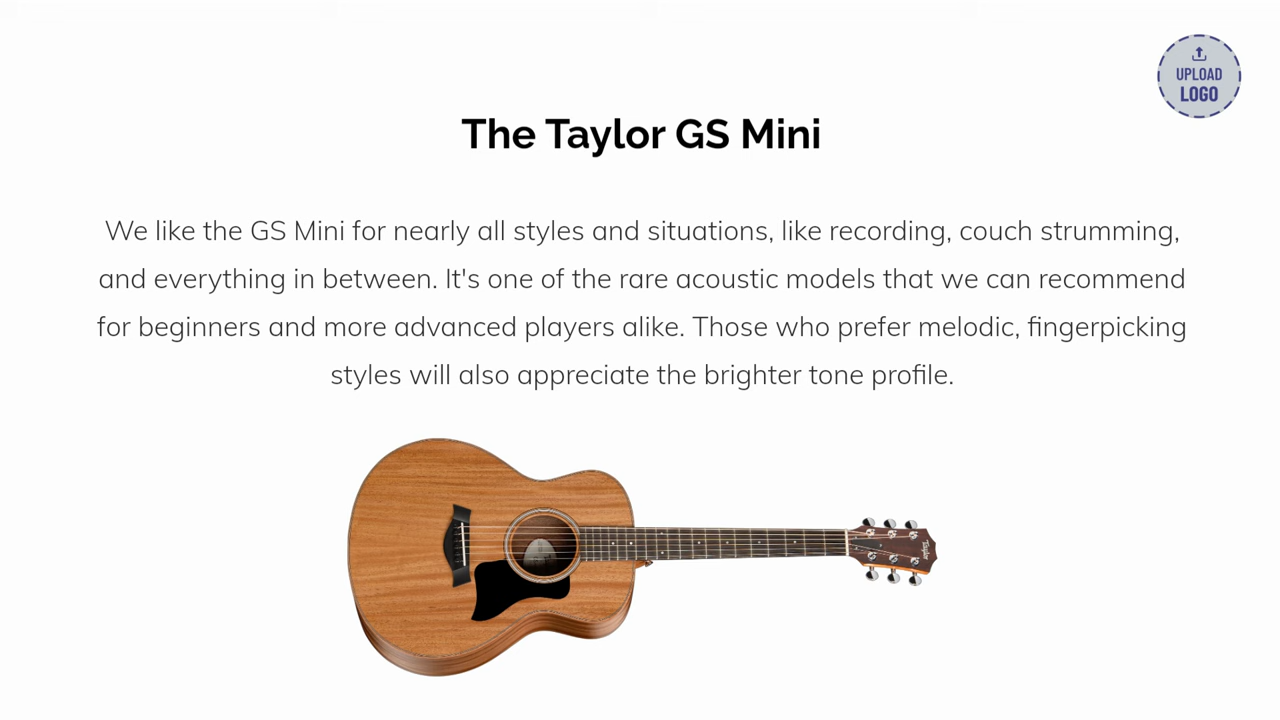 UPLOAD
LOGO
The Taylor GS Mini
We like the GS Mini for nearly all styles and situations, like recording, couch strumming,
and everything in between. It's one of the rare acoustic models that we can recommend
for beginners and more advanced players alike. Those who prefer melodic, fingerpicking
styles will also appreciate the brighter tone profile.
Taylor